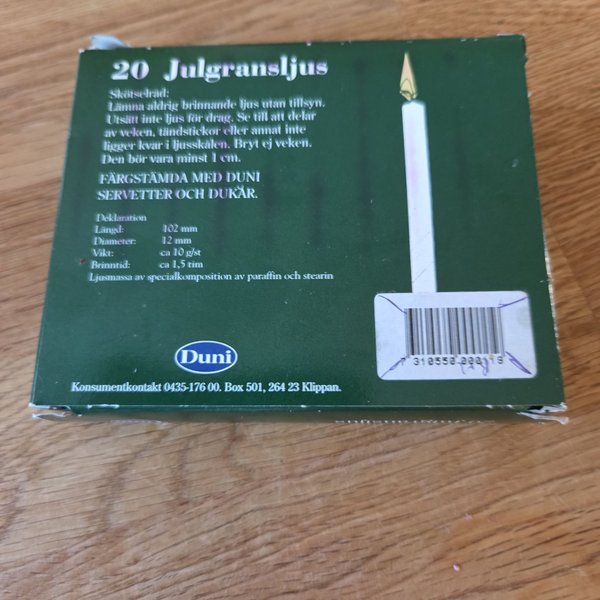 20 Julgransljus
Skötselråd:
Lämna aldrig brinnande ljus utan tillsyn.
Utsätt inte ljus för drag. Se till att delar
av veken, tändstickor eller annat inte
ligger kvar i ljusskålen. Bryt ej veken.
Den bör vara minst 1 cm.
FÄRGSTÄMDA MED DUNI
SERVETTER OCH DUKAR.
Deklaration
Längd: 102 mm
Diameter: 12 mm
Vikt: ca 10 g/st
Brinntid: ca 1,5 tim
Ljusmassa av specialkomposition av paraffin och stearin
Duni
Konsumentkontakt 0435-176 00. Box 501, 264 23 Klippan.